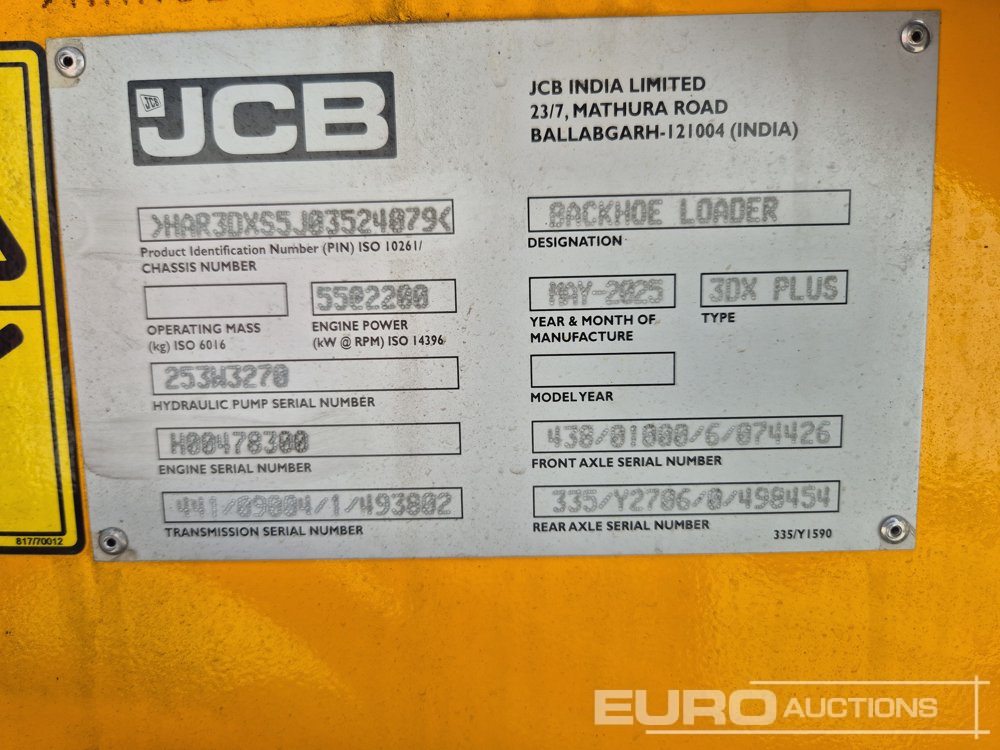 JCB
JCB INDIA LIMITED
23/7, MATHURA ROAD
BALLABGARH-121004 (INDIA)
>HAR3DXS5J03524079<
Product Identification Number (PIN) ISO 10261/
CHASSIS NUMBER
BACKHOE LOADER
DESIGNATION
OPERATING MASS
(kg) ISO 6016
55@2200
ENGINE POWER
(kW @ RPM) ISO 14396
MAY-2025
YEAR & MONTH OF
MANUFACTURE
3DX PLUS
TYPE
253W3270
HYDRAULIC PUMP SERIAL NUMBER
MODEL YEAR
H00478300
ENGINE SERIAL NUMBER
438/01000/6/074426
FRONT AXLE SERIAL NUMBER
441/09004/1/493802
TRANSMISSION SERIAL NUMBER
335/Y2706/0/498454
REAR AXLE SERIAL NUMBER
335/Y1590
817/70012
EURO AUCTIONS